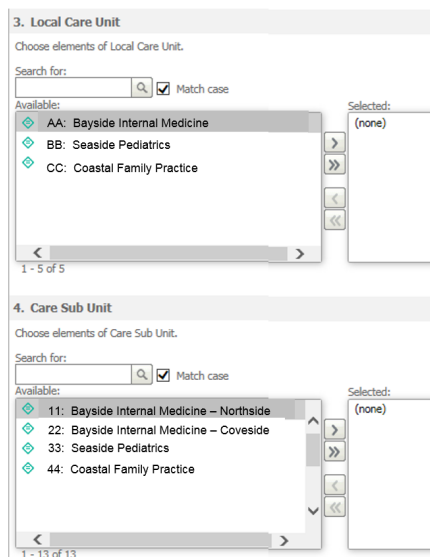 3. Local Care Unit
Choose elements of Local Care Unit.
Search for:
Match case
Available:
Selected:
AA: Bayside Internal Medicine
(none)
BB: Seaside Pediatrics
CC: Coastal Family Practice
1 - 5 of 5
4. Care Sub Unit
Choose elements of Care Sub Unit.
Search for:
Match case
Available:
Selected:
11: Bayside Internal Medicine – Northside
(none)
22: Bayside Internal Medicine – Coveside
33: Seaside Pediatrics
44: Coastal Family Practice
1 - 13 of 13